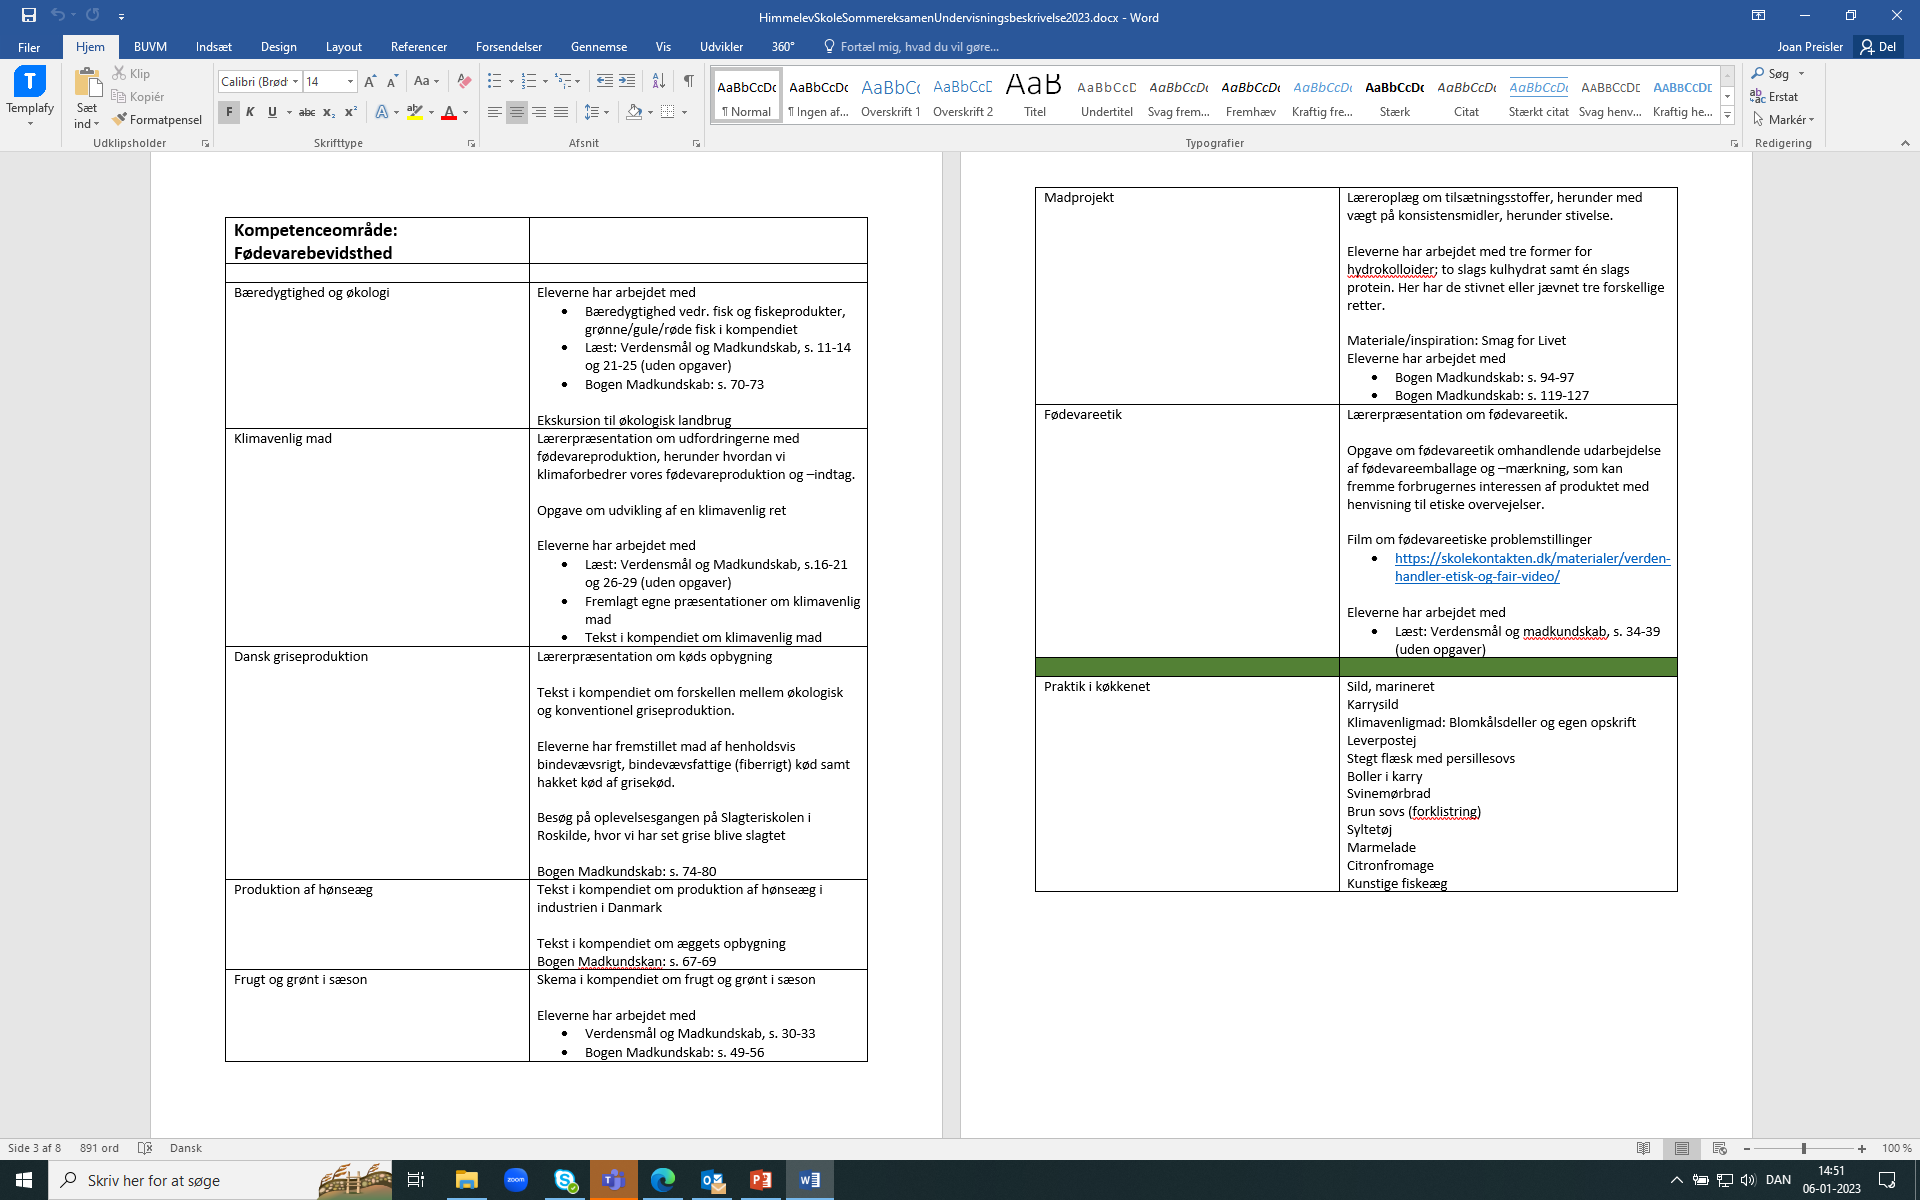 HimmelevSkoleSommereksamenUndervisningsbeskrivelse2023.docx - Word
Filer Hjem BUVM Indsæt Design Layout Referencer Forsendelser Gennemse Vis Udvikler 360° Fortæl mig, hvad du vil gøre... Joan Preisler Del
T
Templafy
Sæt ind
Klip
Kopiér
Formatpensel
Udklipsholder
Calibri (Brød 14
Skrifttype
Afsnit
AaBbCcDc AaBbCcDc AaBbCc AaBbCcD AaB AaBbCcD AaBbCcDc AaBbCcDc AaBbCcDc AaBbCcDc AaBbCcDc AaBbCcDc AABBCCDD AABBCCDD
¶ Normal ¶ Ingen af... Overskrift 1 Overskrift 2 Titel Undertitel Svag frem... Fremhæv Kraftig fre... Stærk Citat Stærkt citat Svag henv... Kraftig he...
Typografier
Søg
Erstat
Markér
Redigering
Kompetenceområde:
Fødevarebevidsthed
Bæredygtighed og økologi
Eleverne har arbejdet med
• Bæredygtighed vedr. fisk og fiskeprodukter,
grønne/gule/røde fisk i kompendiet
• Læst: Verdensmål og Madkundskab, s. 11-14
og 21-25 (uden opgaver)
• Bogen Madkundskab: s. 70-73
Ekskursion til økologisk landbrug
Klimavenlig mad
Lærerpræsentation om udfordringerne med
fødevareproduktion, herunder hvordan vi
klimaforbedrer vores fødevareproduktion og –indtag.
Opgave om udvikling af en klimavenlig ret
Eleverne har arbejdet med
• Læst: Verdensmål og Madkundskab, s.16-21
og 26-29 (uden opgaver)
• Fremlagt egne præsentationer om klimavenlig
mad
• Tekst i kompendiet om klimavenlig mad
Dansk griseproduktion
Lærerpræsentation om køds opbygning
Tekst i kompendiet om forskellen mellem økologisk
og konventionel griseproduktion.
Eleverne har fremstillet mad af henholdsvis
bindevævsrigt, bindevævsfattige (fiberrigt) kød samt
hakket kød af grisekød.
Besøg på oplevelsesgangen på Slagteriskolen i
Roskilde, hvor vi har set grise blive slagtet
Bogen Madkundskab: s. 74-80
Produktion af hønseæg
Tekst i kompendiet om produktion af hønseæg i
industrien i Danmark
Tekst i kompendiet om æggets opbygning
Bogen Madkundskan: s. 67-69
Frugt og grønt i sæson
Skema i kompendiet om frugt og grønt i sæson
Eleverne har arbejdet med
• Verdensmål og Madkundskab, s. 30-33
• Bogen Madkundskab: s. 49-56
Madprojekt
Læreroplæg om tilsætningsstoffer, herunder med
vægt på konsistensmidler, herunder stivelse.
Eleverne har arbejdet med tre former for
hydrokolloider; to slags kulhydrat samt én slags
protein. Her har de stivnet eller jævnet tre forskellige
retter.
Materiale/inspiration: Smag for Livet
Eleverne har arbejdet med
• Bogen Madkundskab: s. 94-97
• Bogen Madkundskab: s. 119-127
Fødevareetik
Lærerpræsentation om fødevareetik.
Opgave om fødevareetik omhandlende udarbejdelse
af fødevareemballage og –mærkning, som kan
fremme forbrugernes interessen af produktet med
henvisning til etiske overvejelser.
Film om fødevareetiske problemstillinger
• https://skolekontakten.dk/materialer/verden-
handler-etisk-og-fair-video/
Eleverne har arbejdet med
• Læst: Verdensmål og madkundskab, s. 34-39
(uden opgaver)
Praktik i køkkenet
Sild, marineret
Karrysild
Klimavenligmad: Blomkålsdeller og egen opskrift
Leverpostej
Stegt flæsk med persillesovs
Boller i karry
Svinemørbrad
Brun sovs (forklistring)
Syltetøj
Marmelade
Citronfromage
Kunstige fiskeæg
Side 3 af 8 891 ord Dansk 100 %
Skriv her for at søge
zoom
DAN
14:51
06-01-2023